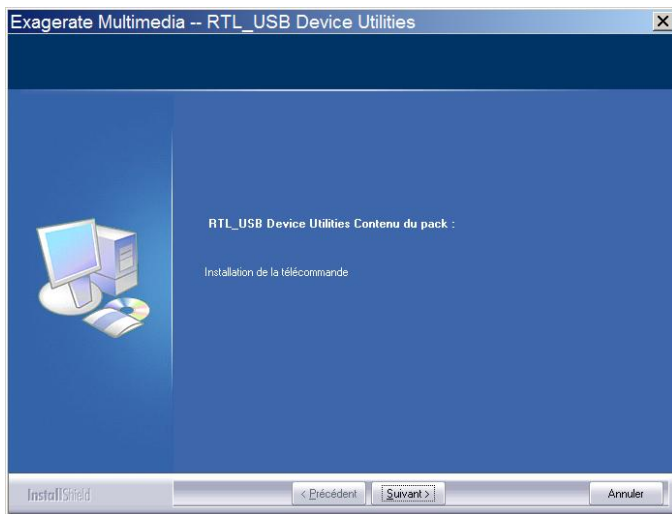 Exagerate Multimedia -- RTL_USB Device Utilities
RTL_USB Device Utilities Contenu du pack :
Installation de la télécommande
InstallShield
< Précédent
Suivant >
Annuler